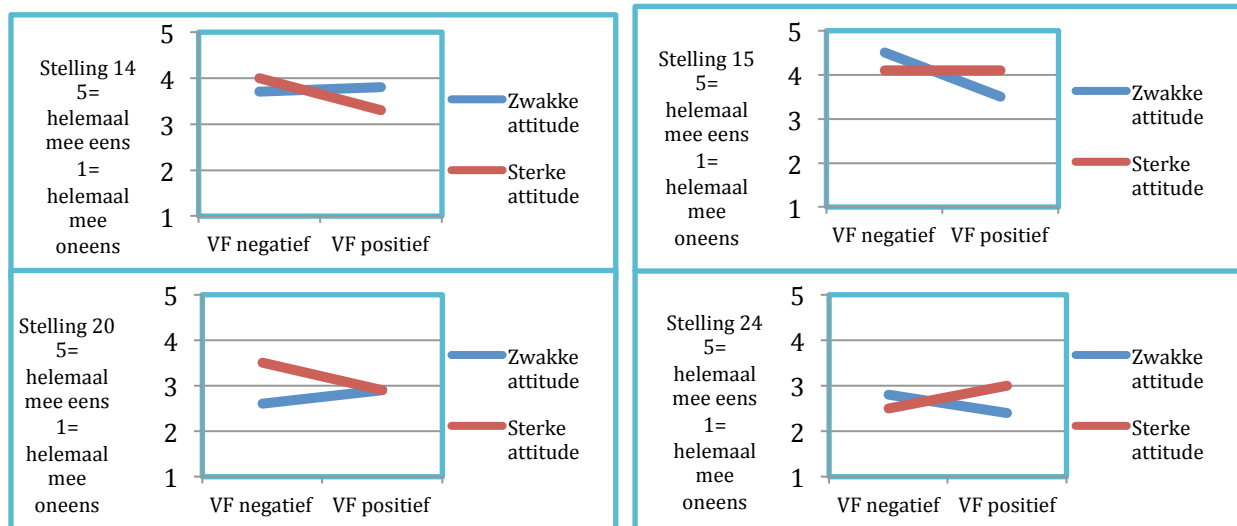 Stelling 14
5=
helemaal
mee eens
1=
helemaal
mee
oneens
5
4
3
2
1
VF negatief VF positief
Zwakke
attitude
Sterke
attitude
Stelling 15
5=
helemaal
mee eens
1=
helemaal
mee
oneens
5
4
3
2
1
VF negatief VF positief
Zwakke
attitude
Sterke
attitude
Stelling 20
5=
helemaal
mee eens
1=
helemaal
mee
oneens
5
4
3
2
1
VF negatief VF positief
Zwakke
attitude
Sterke
attitude
Stelling 24
5=
helemaal
mee eens
1=
helemaal
mee
oneens
5
4
3
2
1
VF negatief VF positief
Zwakke
attitude
Sterke
attitude